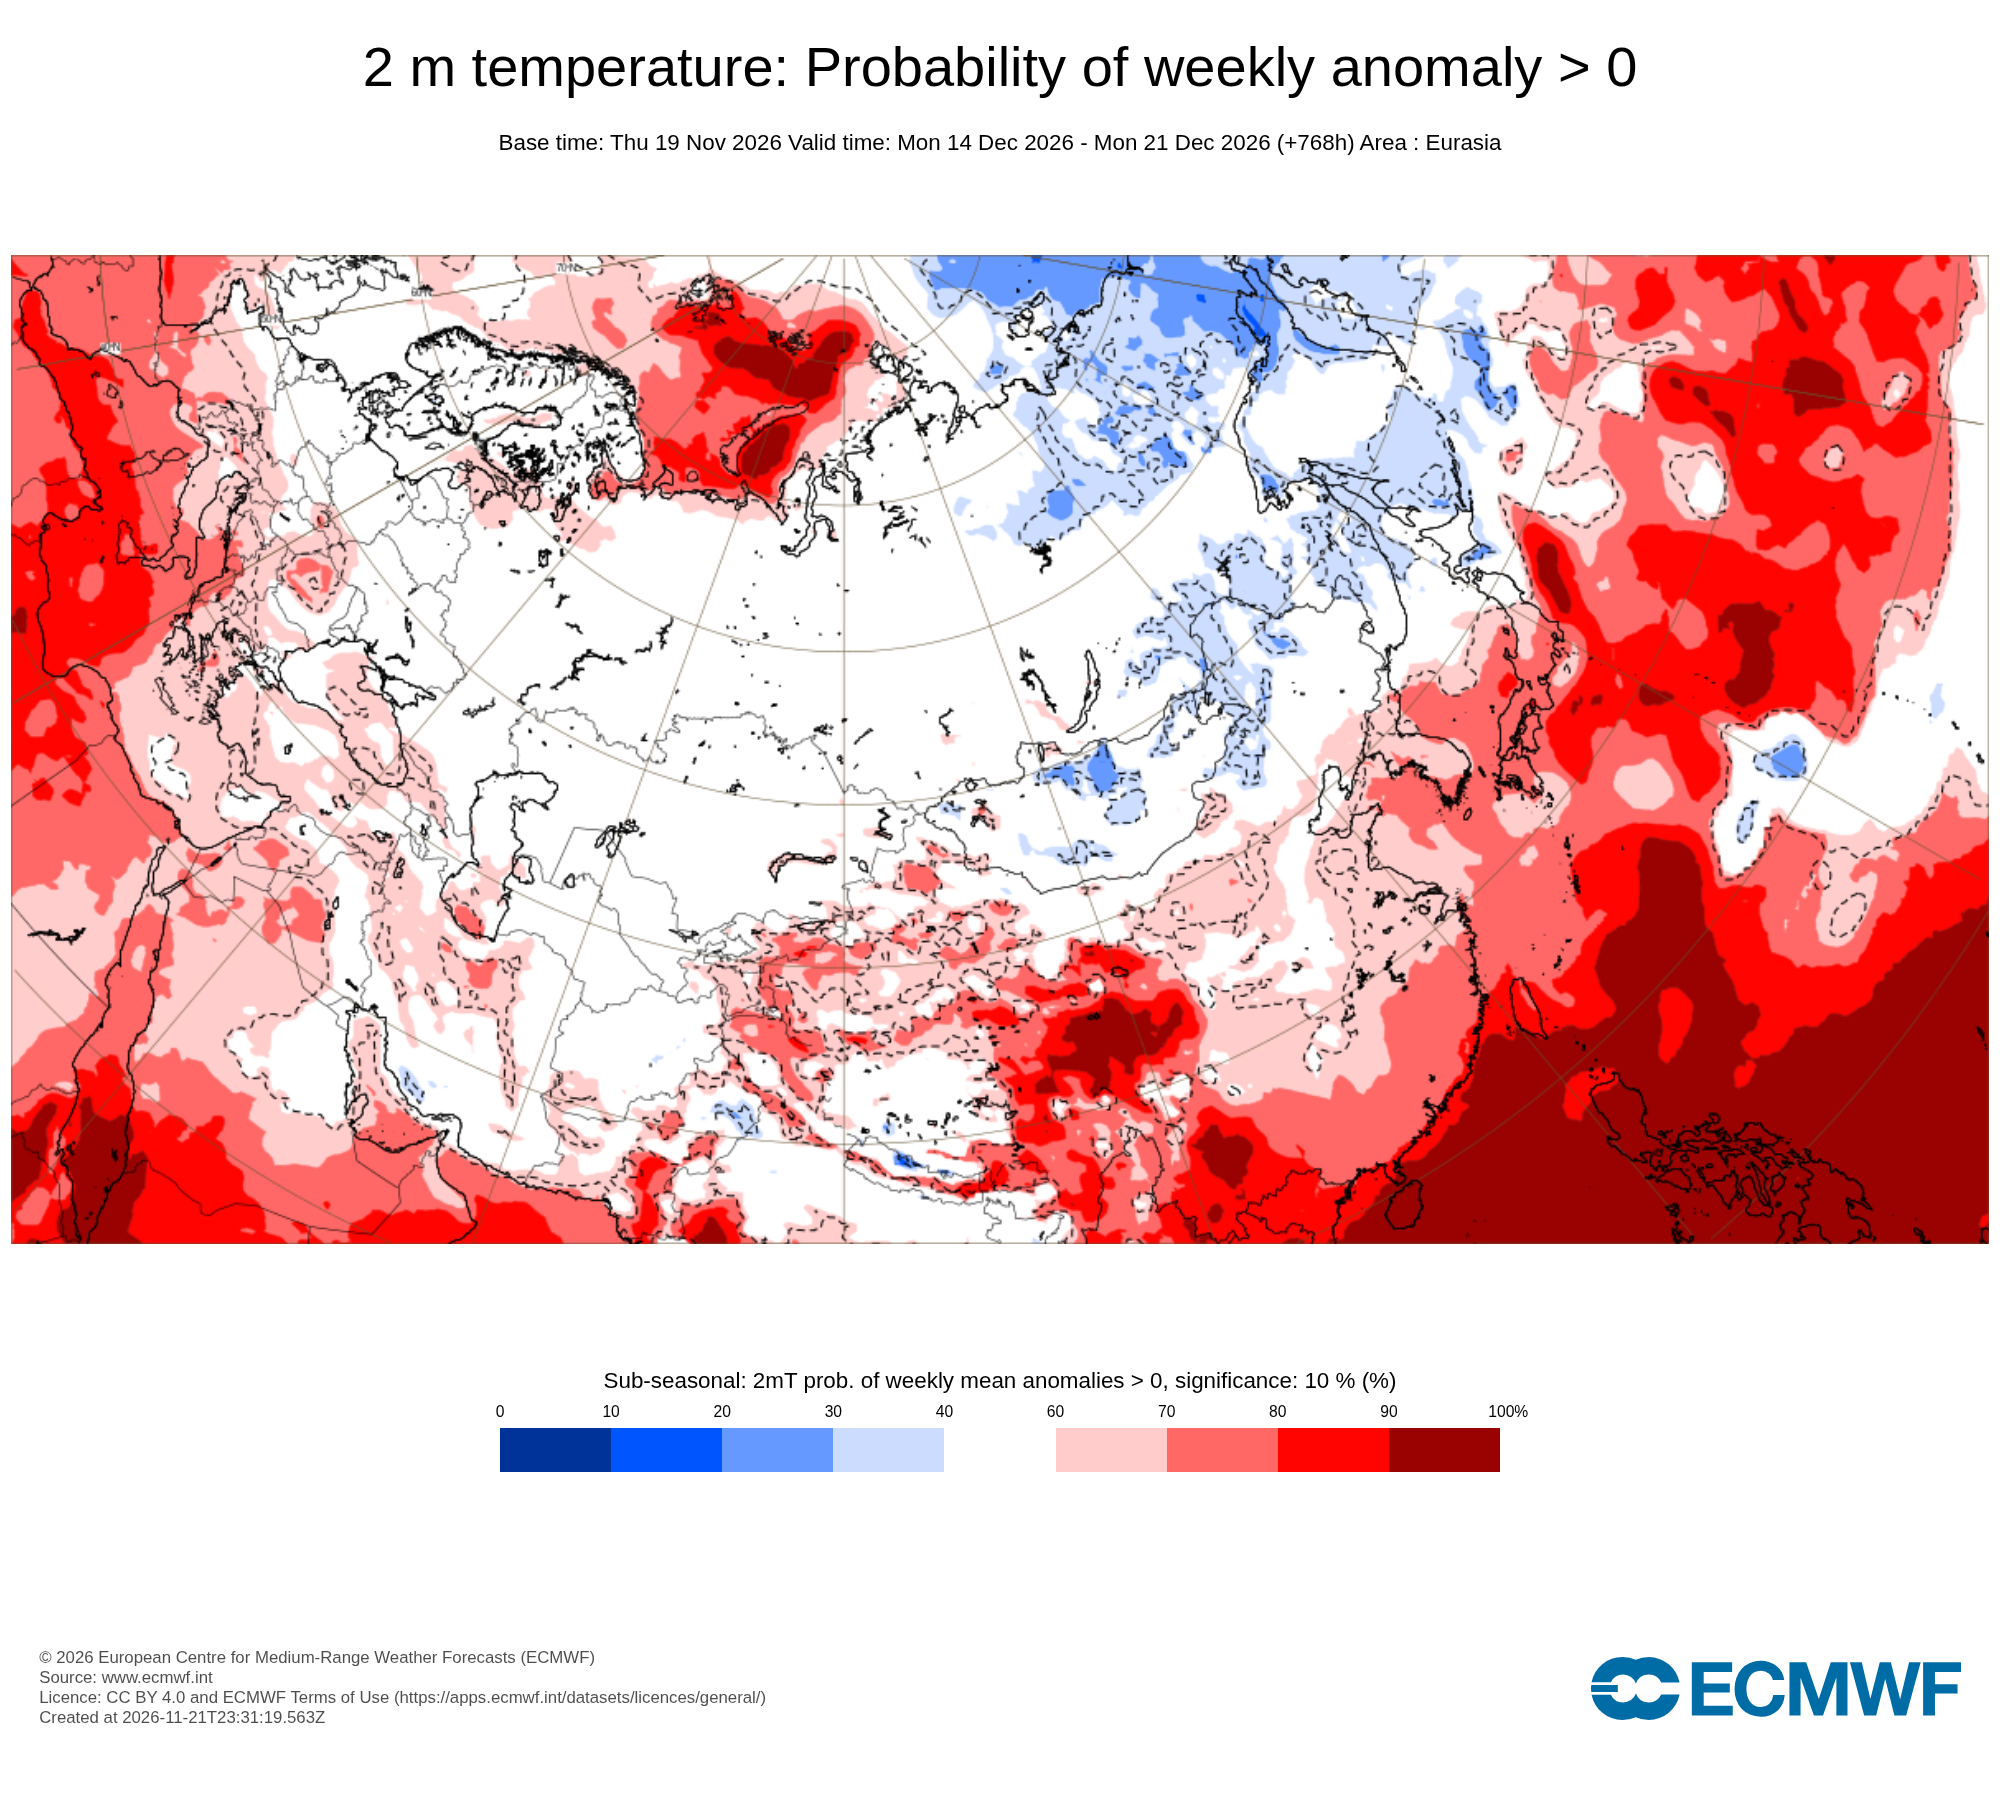 2 m temperature: Probability of weekly anomaly > 0
Base time: Thu 19 Nov 2026 Valid time: Mon 14 Dec 2026 - Mon 21 Dec 2026 (+768h) Area : Eurasia
70°N
60°N
50°N
40°N
Sub-seasonal: 2mT prob. of weekly mean anomalies > 0, significance: 10 % (%)
0 10 20 30 40 60 70 80 90 100%
© 2026 European Centre for Medium-Range Weather Forecasts (ECMWF)
Source: www.ecmwf.int
Licence: CC BY 4.0 and ECMWF Terms of Use (https://apps.ecmwf.int/datasets/licences/general/)
Created at 2026-11-21T23:31:19.563Z
ECMWF